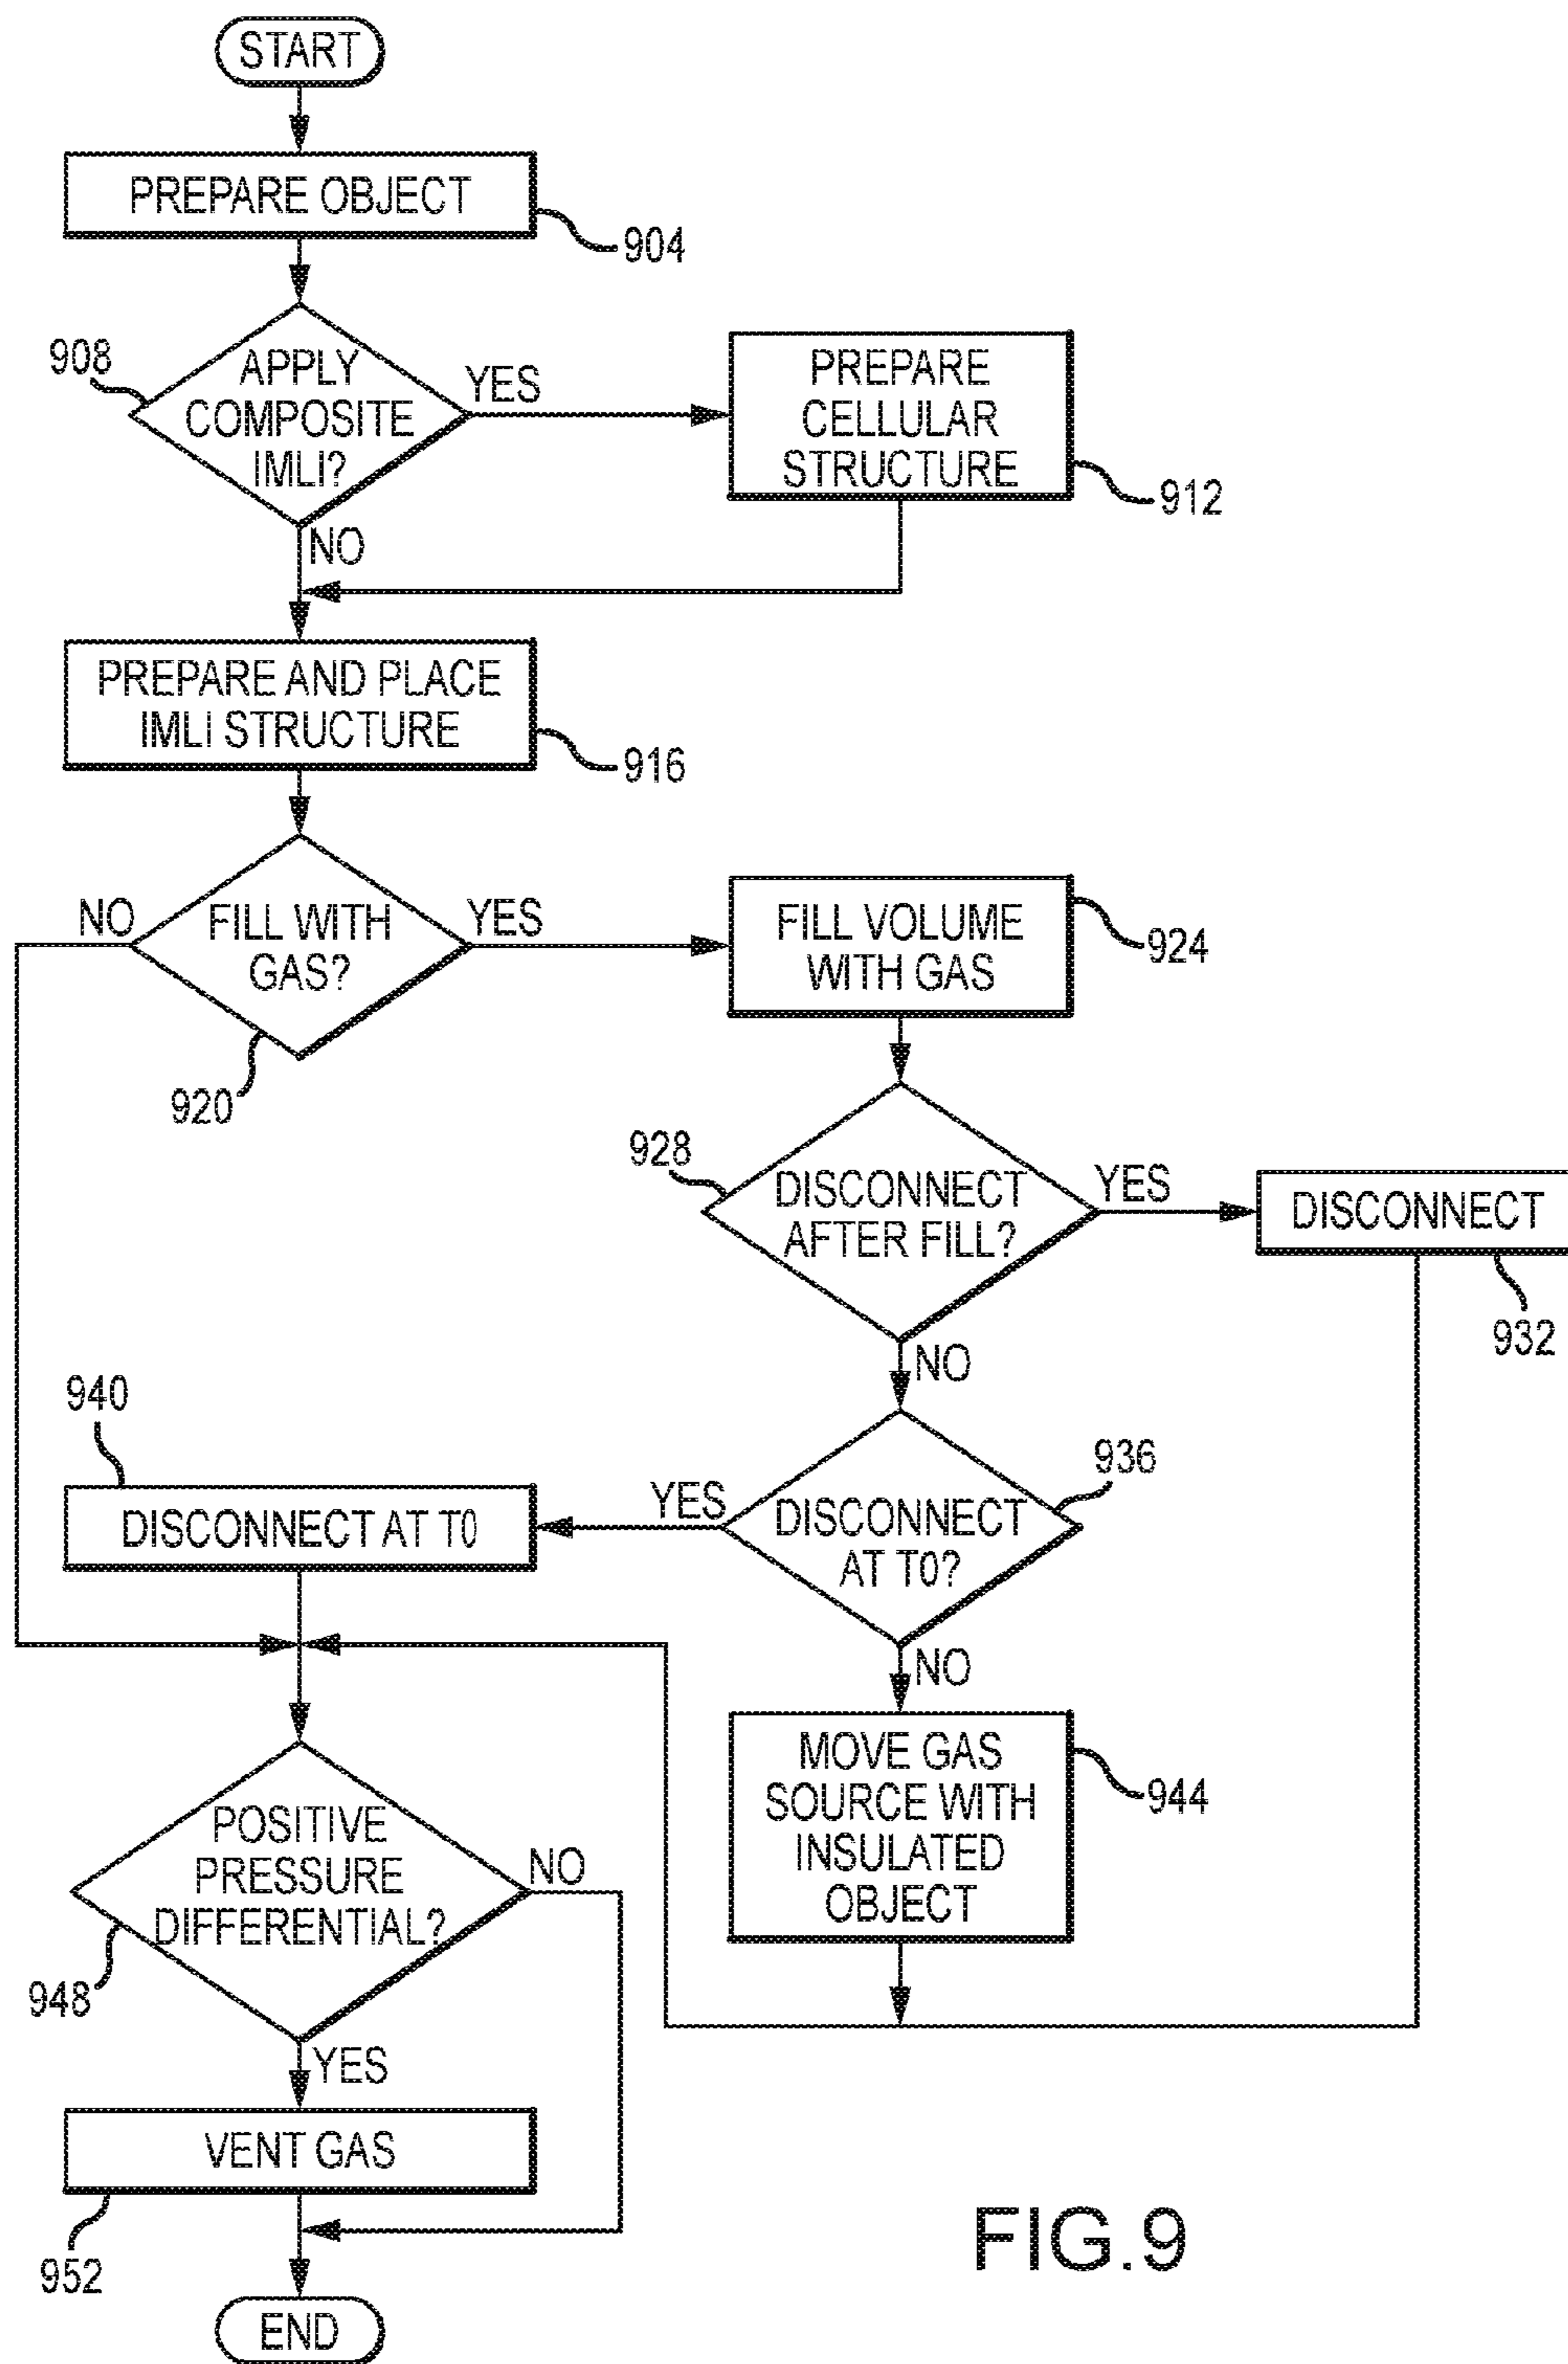 START
PREPARE OBJECT
904
908
APPLY
COMPOSITE
IMLI?
YES
PREPARE
CELLULAR
STRUCTURE
912
NO
PREPARE AND PLACE
IMLI STRUCTURE
916
NO
FILL WITH
GAS?
YES
920
FILL VOLUME
WITH GAS
924
928
DISCONNECT
AFTER FILL?
YES
DISCONNECT
932
NO
940
DISCONNECT AT T0
YES
936
DISCONNECT
AT T0?
NO
MOVE GAS
SOURCE WITH
INSULATED
OBJECT
944
POSITIVE
PRESSURE
DIFFERENTIAL?
NO
948
YES
VENT GAS
952
END
FIG.9